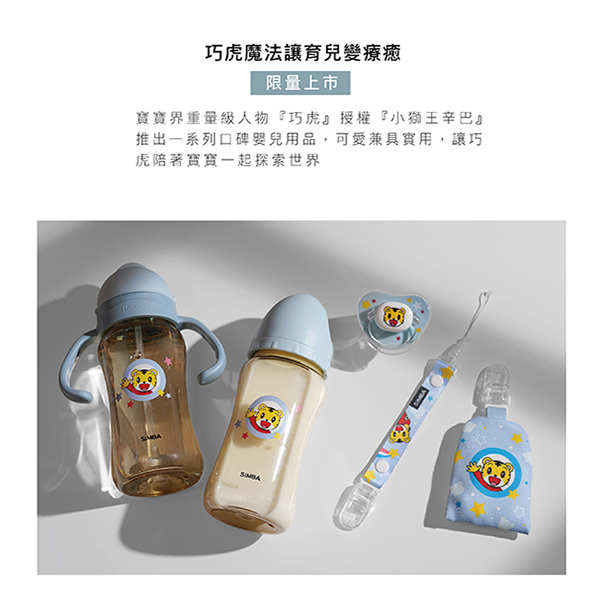 巧虎魔法讓育兒變療癒
限量上市
寶寶界重量級人物『巧虎』授權『小獅王辛巴』
推出一系列口碑嬰兒用品，可愛兼具實用，讓巧
虎陪著寶寶一起探索世界
SiMBA
SiMBA
SiMBA